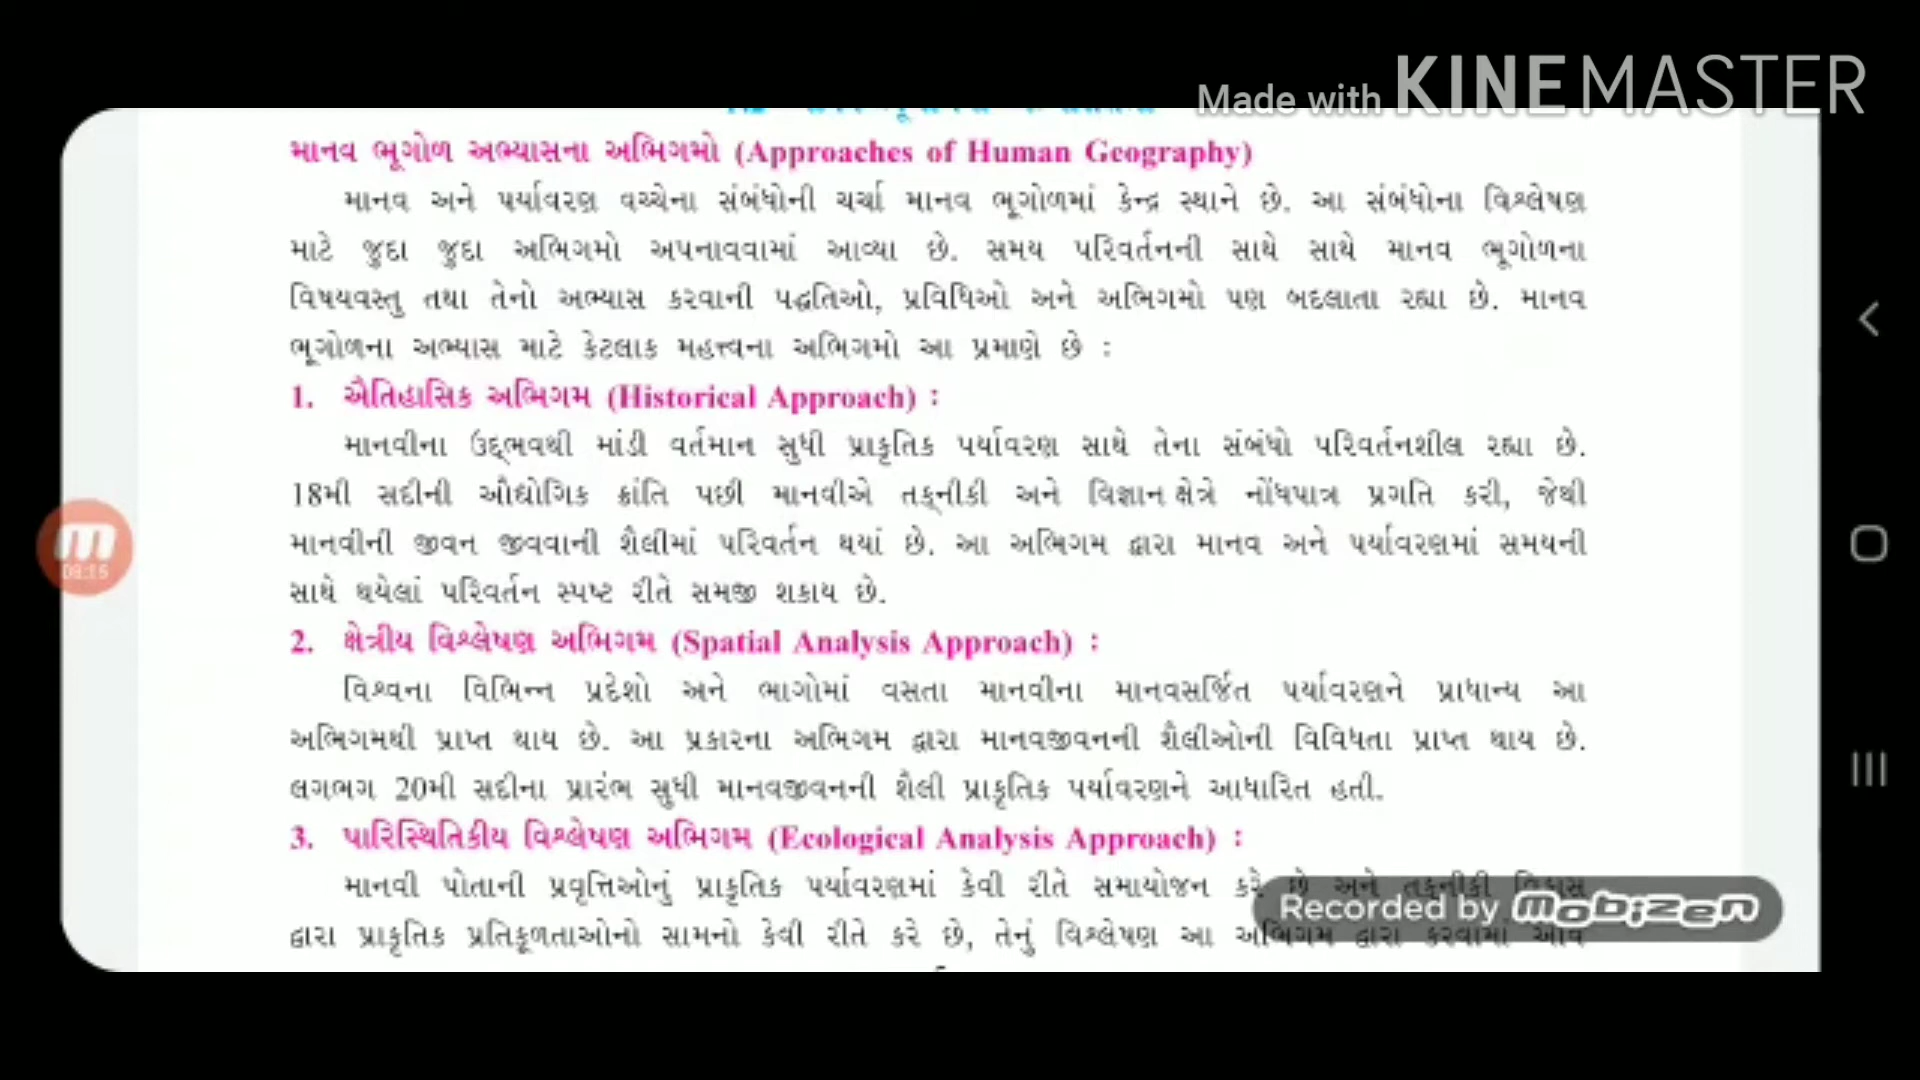 Made with KINEMASTER
માનવ ભૂગોળ અભ્યાસના અભિગમો (Approaches of Human Geography)
માનવ અને પર્યાવરણ વચ્ચેના સંબંધોની ચર્ચા માનવ ભૂગોળમાં કેન્દ્ર સ્થાને છે. આ સંબંધોના વિશ્લેષણ
માટે જુદા જુદા અભિગમો અપનાવવામાં આવ્યા છે. સમય પરિવર્તનની સાથે સાથે માનવ ભૂગોળના
વિષયવસ્તુ તથા તેનો અભ્યાસ કરવાની પદ્ધતિઓ, પ્રવિધિઓ અને અભિગમો પણ બદલાતા રહ્યા છે. માનવ
ભૂગોળના અભ્યાસ માટે કેટલાક મહત્ત્વના અભિગમો આ પ્રમાણે છે :
1. ઐતિહાસિક અભિગમ (Historical Approach) :
માનવીના ઉદ્દ્ભવથી માંડી વર્તમાન સુધી પ્રાકૃતિક પર્યાવરણ સાથે તેના સંબંધો પરિવર્તનશીલ રહ્યા છે.
18મી સદીની ઔદ્યોગિક ક્રાંતિ પછી માનવીએ તક્નીકી અને વિજ્ઞાન ક્ષેત્રે નોંધપાત્ર પ્રગતિ કરી, જેથી
માનવીની જીવન જીવવાની શૈલીમાં પરિવર્તન થયાં છે. આ અભિગમ દ્વારા માનવ અને પર્યાવરણમાં સમયની
સાથે થયેલાં પરિવર્તન સ્પષ્ટ રીતે સમજી શકાય છે.
2. ક્ષેત્રીય વિશ્લેષણ અભિગમ (Spatial Analysis Approach) :
વિશ્વના વિભિન્ન પ્રદેશો અને ભાગોમાં વસતા માનવીના માનવસર્જિત પર્યાવરણને પ્રાધાન્ય આ
અભિગમથી પ્રાપ્ત થાય છે. આ પ્રકારના અભિગમ દ્વારા માનવજીવનની શૈલીઓની વિવિધતા પ્રાપ્ત થાય છે.
લગભગ 20મી સદીના પ્રારંભ સુધી માનવજીવનની શૈલી પ્રાકૃતિક પર્યાવરણને આધારિત હતી.
3. પારિસ્થિતિકીય વિશ્લેષણ અભિગમ (Ecological Analysis Approach) :
માનવી પોતાની પ્રવૃત્તિઓનું પ્રાકૃતિક પર્યાવરણમાં કેવી રીતે સમાયોજન કરે છે અને તક્નીકી વિકાસ
દ્વારા પ્રાકૃતિક પ્રતિકૂળતાઓનો સામનો કેવી રીતે કરે છે, તેનું વિશ્લેષણ આ અભિગમ દ્વારા કરવામાં
Recorded by mobizen